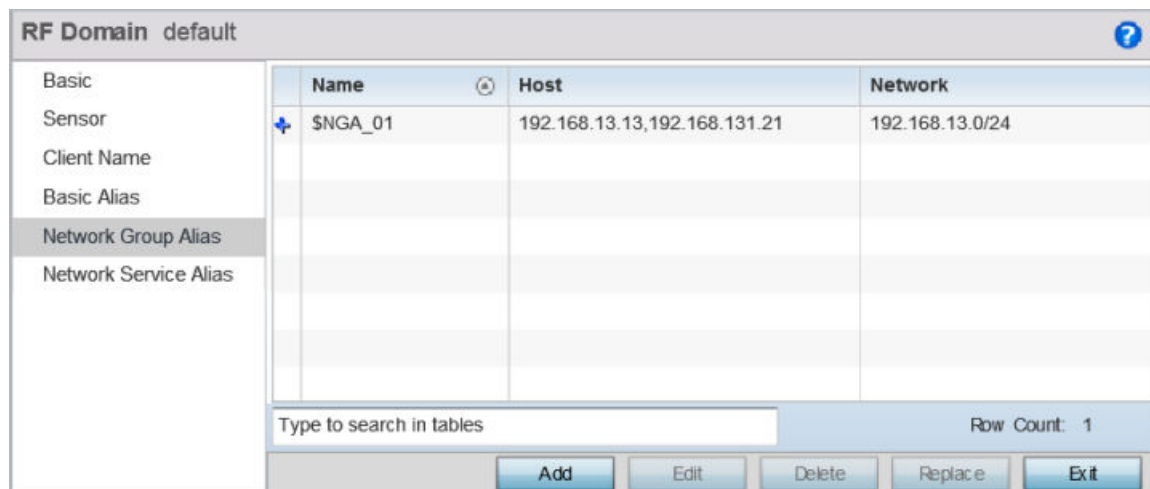 RF Domain default
?
Basic
Sensor
Client Name
Basic Alias
Network Group Alias
Network Service Alias
Name Host Network
$NGA_01 192.168.13.13,192.168.131.21 192.168.13.0/24
Type to search in tables Row Count: 1
Add Edit Delete Replace Exit